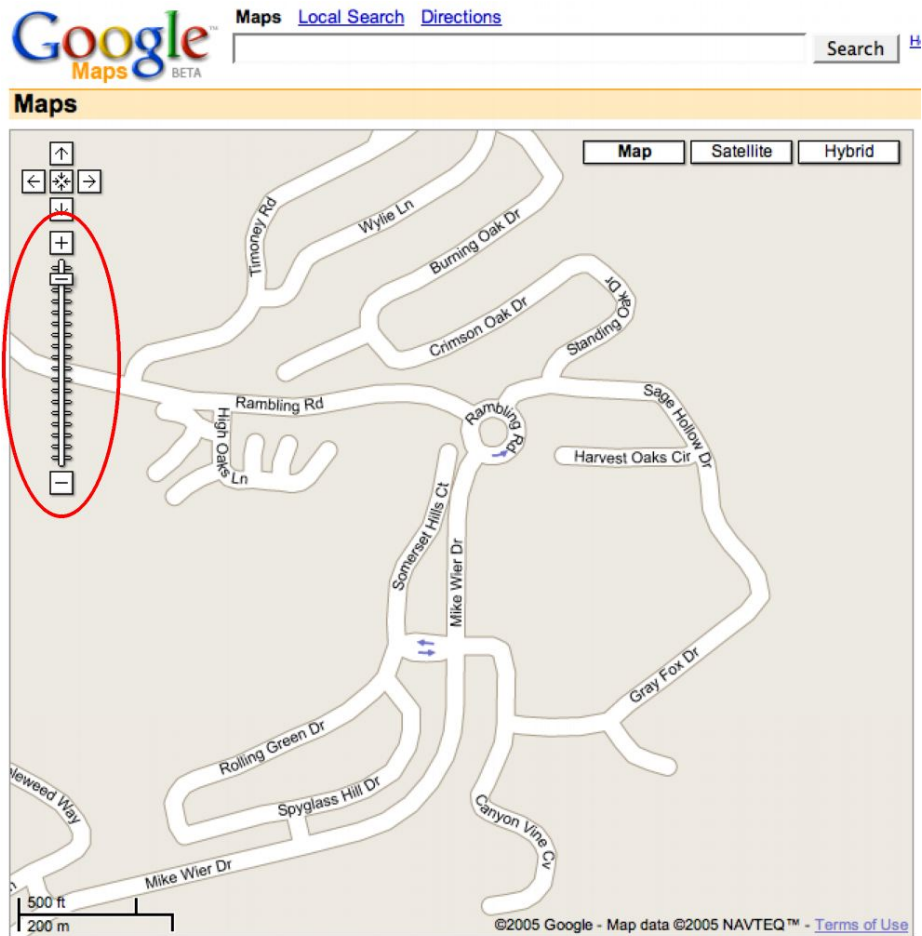 Maps Local Search Directions
Google™
Maps BETA
Search
Maps
Map Satellite Hybrid
Timoney Rd
Wylie Ln
Burning Oak Dr
Crimson Oak Dr
Standing Oak Dr
Rambling Rd
High Oaks Ln
Rambling Rd
Sage Hollow Dr
Harvest Oaks Cir
Somerset Hills Ct
Mike Wier Dr
Gray Fox Dr
Rolling Green Dr
Spyglass Hill Dr
leweed Way
Canyon Vine Cv
Mike Wier Dr
500 ft
200 m
©2005 Google - Map data ©2005 NAVTEQ™ - Terms of Use